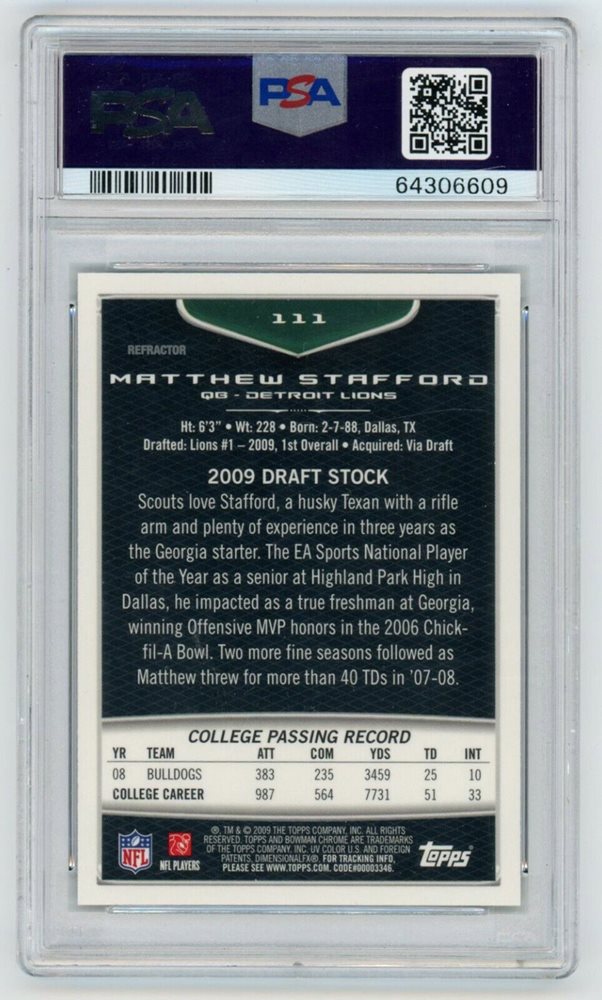 PSA
PSA
64306609
111
REFRACTOR
MATTHEW STAFFORD
QB - DETROIT LIONS
Ht: 6'3" • Wt: 228 • Born: 2-7-88, Dallas, TX
Drafted: Lions #1 – 2009, 1st Overall • Acquired: Via Draft
2009 DRAFT STOCK
Scouts love Stafford, a husky Texan with a rifle
arm and plenty of experience in three years as
the Georgia starter. The EA Sports National Player
of the Year as a senior at Highland Park High in
Dallas, he impacted as a true freshman at Georgia,
winning Offensive MVP honors in the 2006 Chick-
fil-A Bowl. Two more fine seasons followed as
Matthew threw for more than 40 TDs in '07-08.
COLLEGE PASSING RECORD
YR TEAM ATT COM YDS TD INT
08 BULLDOGS 383 235 3459 25 10
COLLEGE CAREER 987 564 7731 51 33
NFL
NFL PLAYERS
®, TM & © 2009 THE TOPPS COMPANY, INC. ALL RIGHTS
RESERVED. TOPPS AND BOWMAN CHROME ARE TRADEMARKS
OF THE TOPPS COMPANY, INC. UV COLOR U.S. AND FOREIGN
PATENTS, DIMENSIONALFX®. FOR TRACKING INFO,
PLEASE SEE WWW.TOPPS.COM. CODE#00003346.
topps